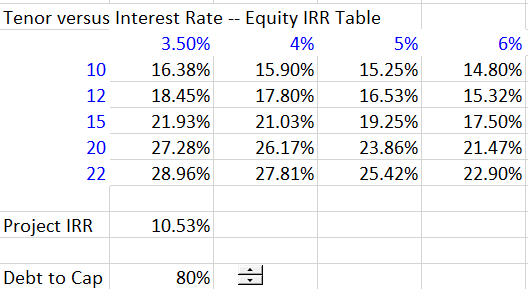 Tenor versus Interest Rate -- Equity IRR Table
3.50% 4% 5% 6%
10 16.38% 15.90% 15.25% 14.80%
12 18.45% 17.80% 16.53% 15.32%
15 21.93% 21.03% 19.25% 17.50%
20 27.28% 26.17% 23.86% 21.47%
22 28.96% 27.81% 25.42% 22.90%
Project IRR 10.53%
Debt to Cap 80%